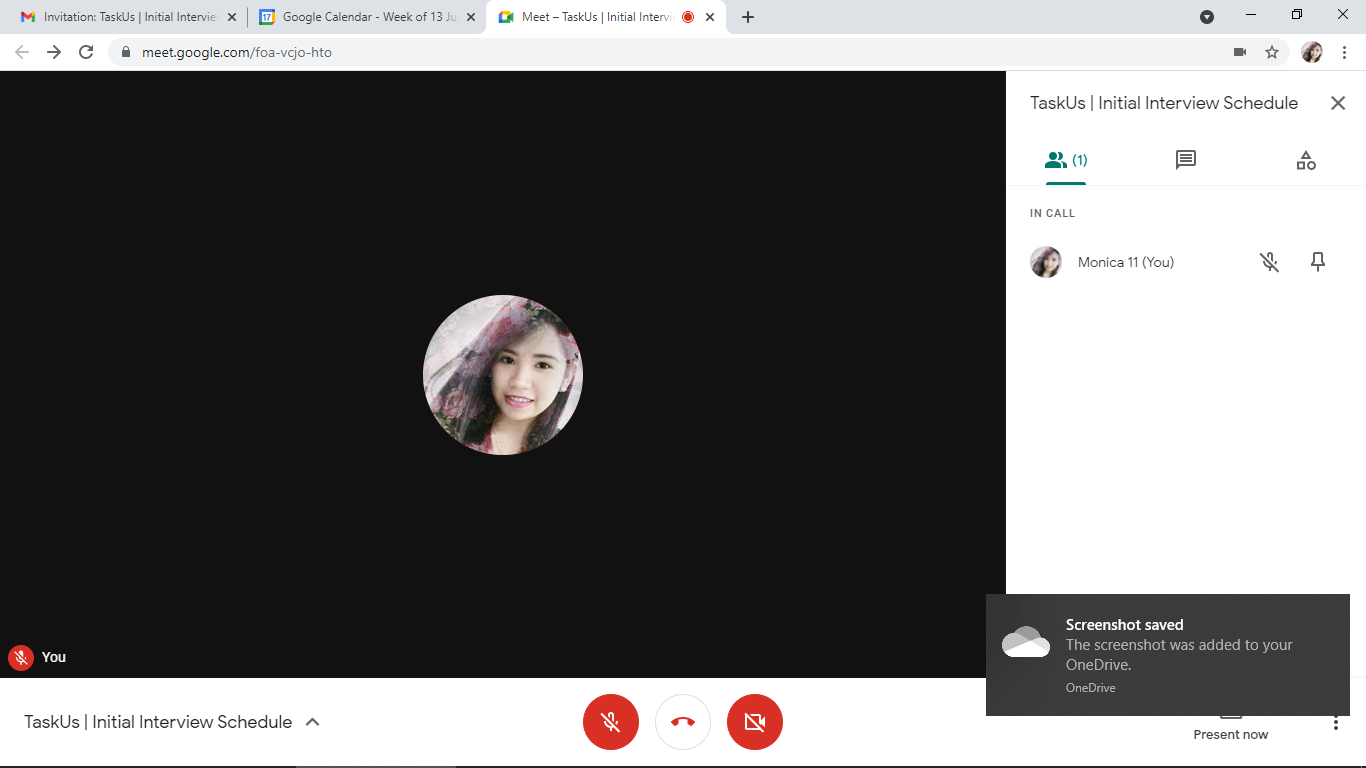 Invitation: TaskUs | Initial Intervie
Google Calendar - Week of 13 Ju
Meet – TaskUs | Initial Intervi
meet.google.com/foa-vcjo-hto
TaskUs | Initial Interview Schedule
(1)
IN CALL
Monica 11 (You)
You
Screenshot saved
The screenshot was added to your
OneDrive.
OneDrive
TaskUs | Initial Interview Schedule
Present now